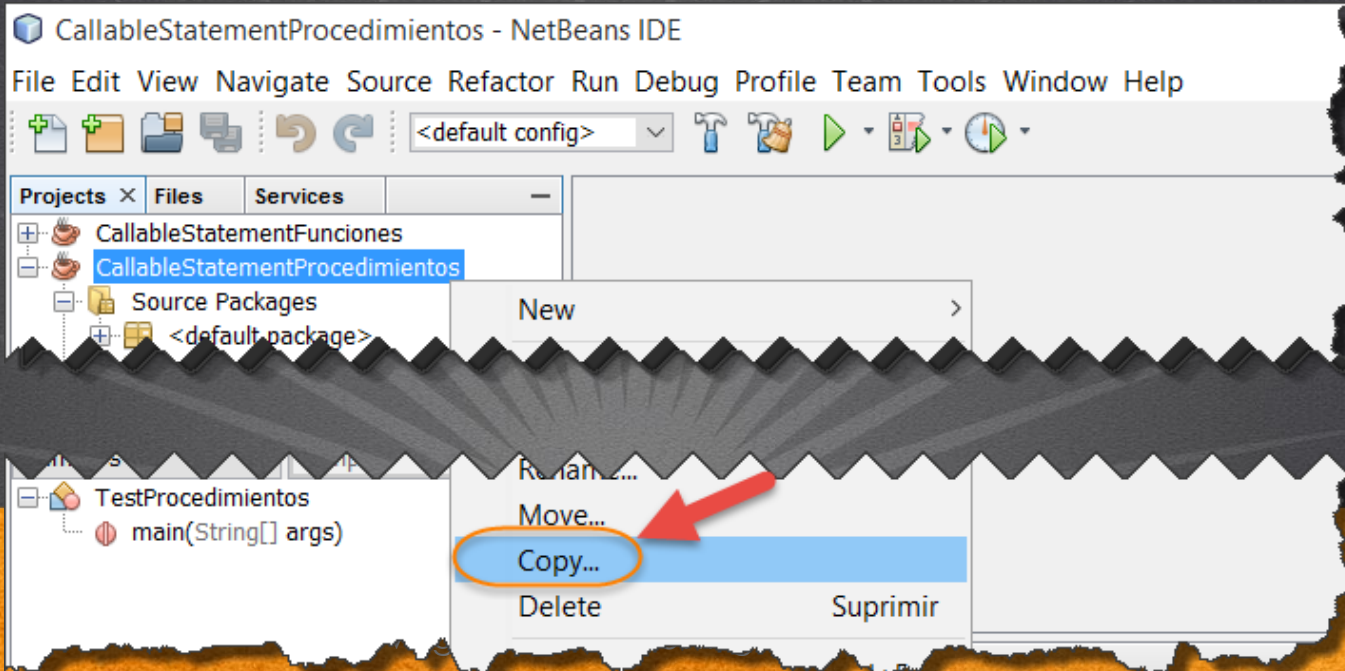 CallableStatementProcedimientos - NetBeans IDE
File Edit View Navigate Source Refactor Run Debug Profile Team Tools Window Help
<default config>
Projects Files Services
CallableStatementFunciones
CallableStatementProcedimientos
Source Packages
New
<default package>
Rename...
TestProcedimientos
Move...
main(String[] args)
Copy...
Delete Suprimir